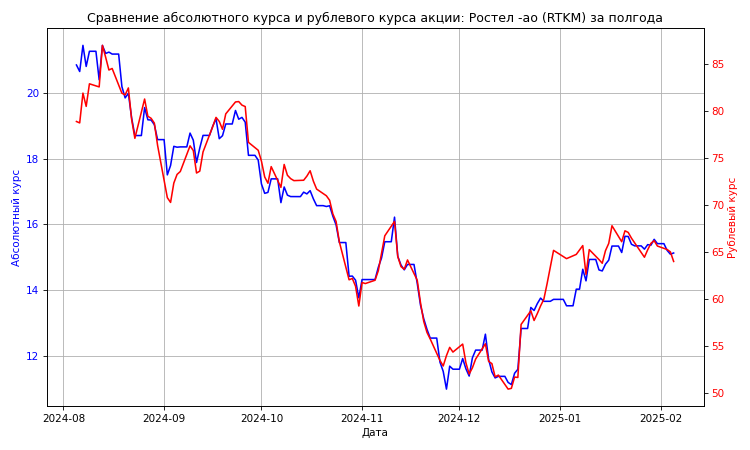 Сравнение абсолютного курса и рублевого курса акции: Ростел -ао (RTKM) за полгода
Абсолютный курс
20
18
16
14
12
85
80
75
70
65
60
55
50
Рублевый курс
2024-08 2024-09 2024-10 2024-11 2024-12 2025-01 2025-02
Дата